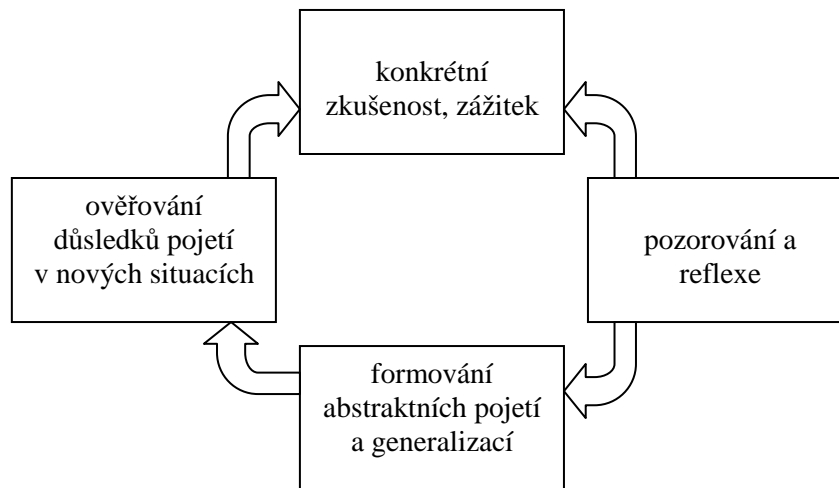 konkrétní
zkušenost, zážitek
ověřování
důsledků pojetí
v nových situacích
pozorování a
reflexe
formování
abstraktních pojetí
a generalizací